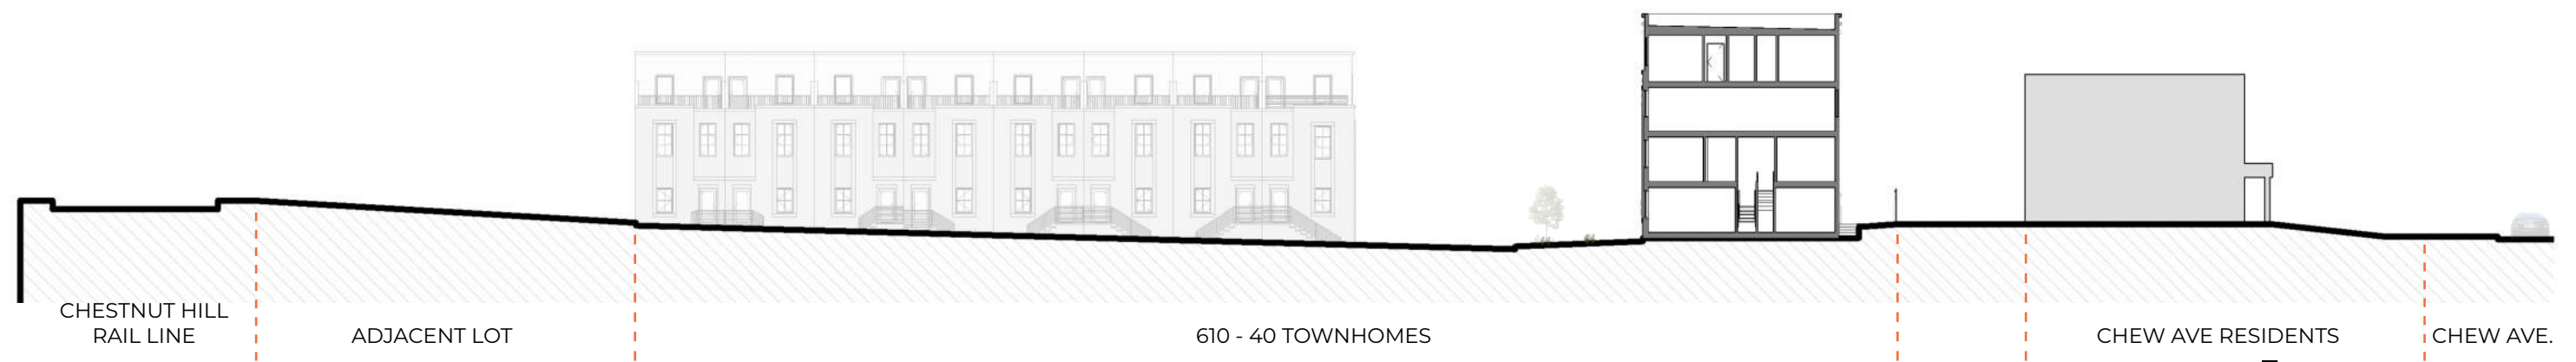 CHESTNUT HILL
RAIL LINE
ADJACENT LOT
610 - 40 TOWNHOMES
CHEW AVE RESIDENTS
CHEW AVE.